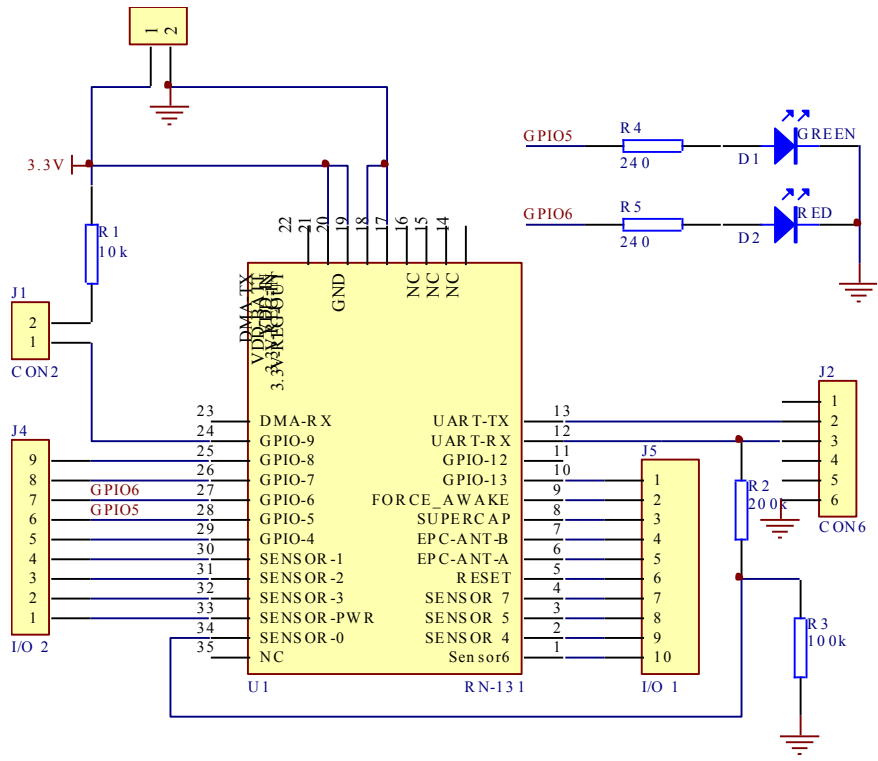 1 2
3.3V
R1
10k
J1
2
1
CON2
GPIO5
R4
240
D1
GREEN
GPIO6
R5
240
D2
RED
22 21 20 19 18 17 16 15 14
GND
NC
NC
NC
DMA-TX
3.3V-REG-OUT
J4
9
8
7
6
5
4
3
2
1
I/O 2
GPIO6
GPIO5
23 DMA-RX
24 GPIO-9
25 GPIO-8
26 GPIO-7
27 GPIO-6
28 GPIO-5
29 GPIO-4
30 SENSOR-1
31 SENSOR-2
32 SENSOR-3
33 SENSOR-PWR
34 SENSOR-0
35 NC
UART-TX 13
UART-RX 12
GPIO-12 11
GPIO-13 10
FORCE_AWAKE 9
SUPERCAP 8
EPC-ANT-B 7
EPC-ANT-A 6
RESET 5
SENSOR 7 4
SENSOR 5 3
SENSOR 4 2
Sensor6 1
U1
RN-131
J5
1
2
3
4
5
6
7
8
9
10
I/O 1
J2
1
2
3
4
5
6
CON6
R2
200k
R3
100k